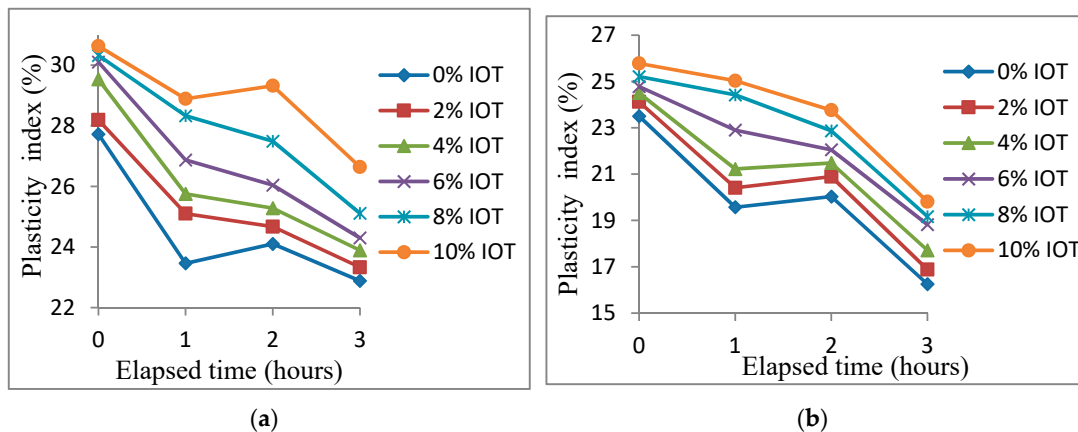 Plasticity index (%)
30
28
26
24
22
0 1 2 3
Elapsed time (hours)
0% IOT
2% IOT
4% IOT
6% IOT
8% IOT
10% IOT
(a)
Plasticity index (%)
27
25
23
21
19
17
15
0 1 2 3
Elapsed time (hours)
0% IOT
2% IOT
4% IOT
6% IOT
8% IOT
10% IOT
(b)